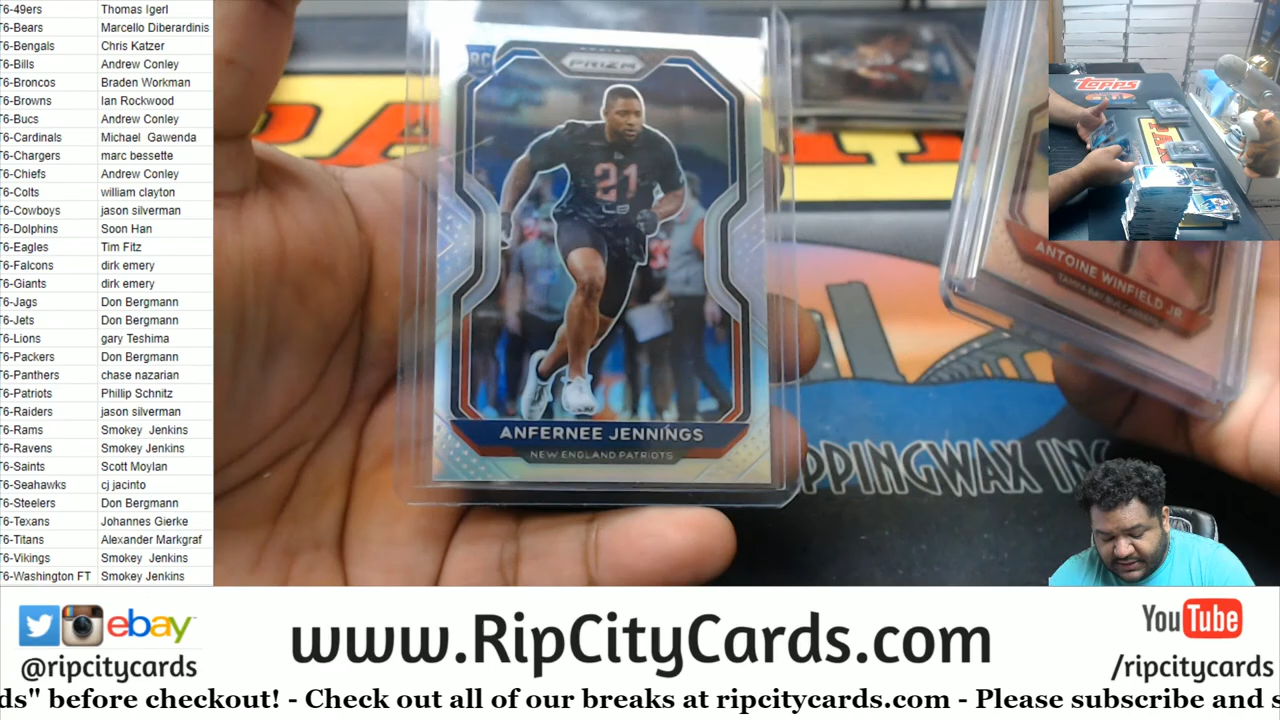 T6-49ers Thomas Igerl
T6-Bears Marcello Diberardinis
T6-Bengals Chris Katzer
T6-Bills Andrew Conley
T6-Broncos Braden Workman
T6-Browns Ian Rockwood
T6-Bucs Andrew Conley
T6-Cardinals Michael Gawenda
T6-Chargers marc bessette
T6-Chiefs Andrew Conley
T6-Colts william clayton
T6-Cowboys jason silverman
T6-Dolphins Soon Han
T6-Eagles Tim Fitz
T6-Falcons dirk emery
T6-Giants dirk emery
T6-Jags Don Bergmann
T6-Jets Don Bergmann
T6-Lions gary Teshima
T6-Packers Don Bergmann
T6-Panthers chase nazarian
T6-Patriots Phillip Schnitz
T6-Raiders jason silverman
T6-Rams Smokey Jenkins
T6-Ravens Smokey Jenkins
T6-Saints Scott Moylan
T6-Seahawks cj jacinto
T6-Steelers Don Bergmann
T6-Texans Johannes Gierke
T6-Titans Alexander Markgraf
T6-Vikings Smokey Jenkins
T6-Washington FT Smokey Jenkins
RC
PRIZM
21
ANFERNEE JENNINGS
NEW ENGLAND PATRIOTS
ANTOINE WINFIELD JR.
TAMPA BAY BUCCANEERS
Topps
PPINGWAX INC
ebay
@ripcitycards
www.RipCityCards.com
YouTube
/ripcitycards
ds" before checkout! - Check out all of our breaks at ripcitycards.com - Please subscribe and s